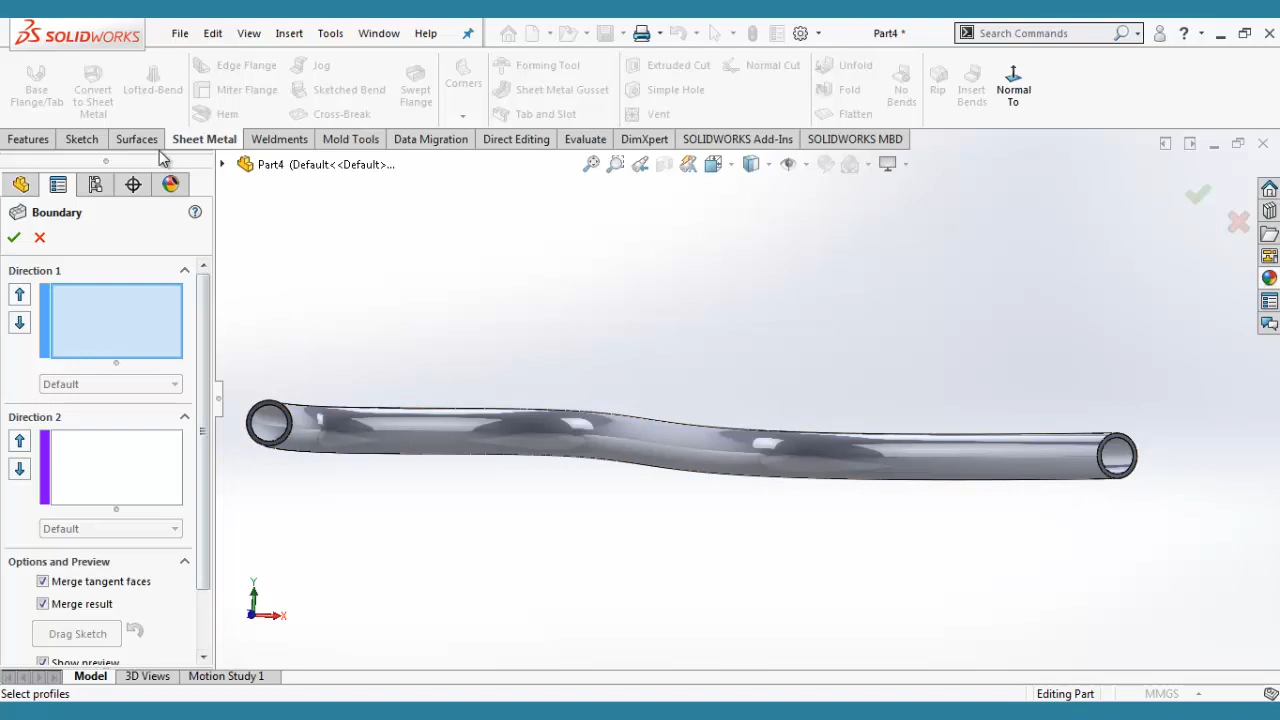 SOLIDWORKS File Edit View Insert Tools Window Help Part4 * Search Commands ?
Base Flange/Tab
Convert to Sheet Metal
Lofted-Bend
Edge Flange
Miter Flange
Hem
Jog
Sketched Bend
Cross-Break
Swept Flange
Corners
Forming Tool
Sheet Metal Gusset
Tab and Slot
Extruded Cut
Simple Hole
Vent
Normal Cut
Unfold
Fold
Flatten
No Bends
Rip
Insert Bends
Normal To
Features Sketch Surfaces Sheet Metal Weldments Mold Tools Data Migration Direct Editing Evaluate DimXpert SOLIDWORKS Add-Ins SOLIDWORKS MBD
Part4 (Default<<Default>...
Boundary
Direction 1
Default
Direction 2
Default
Options and Preview
Merge tangent faces
Merge result
Drag Sketch
Show preview
Y
X
Model 3D Views Motion Study 1
Select profiles Editing Part MMGS